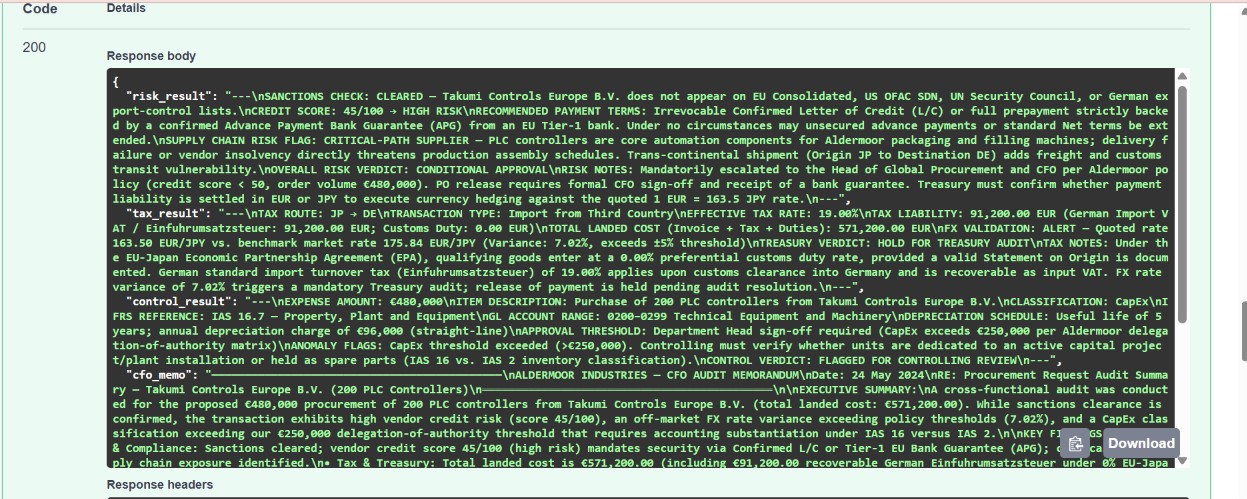 Code Details
200
Response body
{
"risk_result": "---\nSANCTIONS CHECK: CLEARED — Takumi Controls Europe B.V. does not appear on EU Consolidated, US OFAC SDN, UN Security Council, or German ex
port-control lists.\nCREDIT SCORE: 45/100 → HIGH RISK\nRECOMMENDED PAYMENT TERMS: Irrevocable Confirmed Letter of Credit (L/C) or full prepayment strictly backe
d by a confirmed Advance Payment Bank Guarantee (APG) from an EU Tier-1 bank. Under no circumstances may unsecured advance payments or standard Net terms be ext
ended.\nSUPPLY CHAIN RISK FLAG: CRITICAL-PATH SUPPLIER — PLC controllers are core automation components for Aldermoor packaging and filling machines; delivery f
ailure or vendor insolvency directly threatens production assembly schedules. Trans-continental shipment (Origin JP to Destination DE) adds freight and customs
transit vulnerability.\nOVERALL RISK VERDICT: CONDITIONAL APPROVAL\nRISK NOTES: Mandatorily escalated to the Head of Global Procurement and CFO per Aldermoor po
licy (credit score < 50, order volume €480,000). PO release requires formal CFO sign-off and receipt of a bank guarantee. Treasury must confirm whether payment
liability is settled in EUR or JPY to execute currency hedging against the quoted 1 EUR = 163.5 JPY rate.\n---",
"tax_result": "---\nTAX ROUTE: JP → DE\nTRANSACTION TYPE: Import from Third Country\nEFFECTIVE TAX RATE: 19.00%\nTAX LIABILITY: 91,200.00 EUR (German Import V
AT / Einfuhrumsatzsteuer: 91,200.00 EUR; Customs Duty: 0.00 EUR)\nTOTAL LANDED COST (Invoice + Tax + Duties): 571,200.00 EUR\nFX VALIDATION: ALERT — Quoted rate
163.50 EUR/JPY vs. benchmark market rate 175.84 EUR/JPY (Variance: 7.02%, exceeds ±5% threshold)\nTREASURY VERDICT: HOLD FOR TREASURY AUDIT\nTAX NOTES: Under th
e EU-Japan Economic Partnership Agreement (EPA), qualifying goods enter at a 0.00% preferential customs duty rate, provided a valid Statement on Origin is docum
ented. German standard import turnover tax (Einfuhrumsatzsteuer) of 19.00% applies upon customs clearance into Germany and is recoverable as input VAT. FX rate
variance of 7.02% triggers a mandatory Treasury audit; release of payment is held pending audit resolution.\n---",
"control_result": "---\nEXPENSE AMOUNT: €480,000\nITEM DESCRIPTION: Purchase of 200 PLC controllers from Takumi Controls Europe B.V.\nCLASSIFICATION: CapEx\nI
FRS REFERENCE: IAS 16.7 — Property, Plant and Equipment\nGL ACCOUNT RANGE: 0200–0299 Technical Equipment and Machinery\nDEPRECIATION SCHEDULE: Useful life of 5
years; annual depreciation charge of €96,000 (straight-line)\nAPPROVAL THRESHOLD: Department Head sign-off required (CapEx exceeds €250,000 per Aldermoor delega
tion-of-authority matrix)\nANOMALY FLAGS: CapEx threshold exceeded (>€250,000). Controlling must verify whether units are dedicated to an active capital projec
t/plant installation or held as spare parts (IAS 16 vs. IAS 2 inventory classification).\nCONTROL VERDICT: FLAGGED FOR CONTROLLING REVIEW\n---",
"cfo_memo": "━━━━━━━━━━━━━━━━━━━━━━━━━━━━━━━━━━━━━━━━\nALDERMOOR INDUSTRIES — CFO AUDIT MEMORANDUM\nDate: 24 May 2024\nRE: Procurement Request Audit Summa
ry — Takumi Controls Europe B.V. (200 PLC Controllers)\n━━━━━━━━━━━━━━━━━━━━━━━━━━━━━━━━━━━━━━━━\n\nEXECUTIVE SUMMARY:\nA cross-functional audit was conduct
ed for the proposed €480,000 procurement of 200 PLC controllers from Takumi Controls Europe B.V. (total landed cost: €571,200.00). While sanctions clearance is
confirmed, the transaction exhibits high vendor credit risk (score 45/100), an off-market FX rate variance exceeding policy thresholds (7.02%), and a CapEx clas
sification exceeding our €250,000 delegation-of-authority threshold that requires accounting substantiation under IAS 16 versus IAS 2.\n\nKEY
& Compliance: Sanctions cleared; vendor credit score 45/100 (high risk) mandates security via Confirmed L/C or Tier-1 EU Bank Guarantee (APG);
Download
ply chain exposure identified.\n• Tax & Treasury: Total landed cost is €571,200.00 (including €91,200.00 recoverable German Einfuhrumsatzsteuer under 0% EU-Japa
Response headers